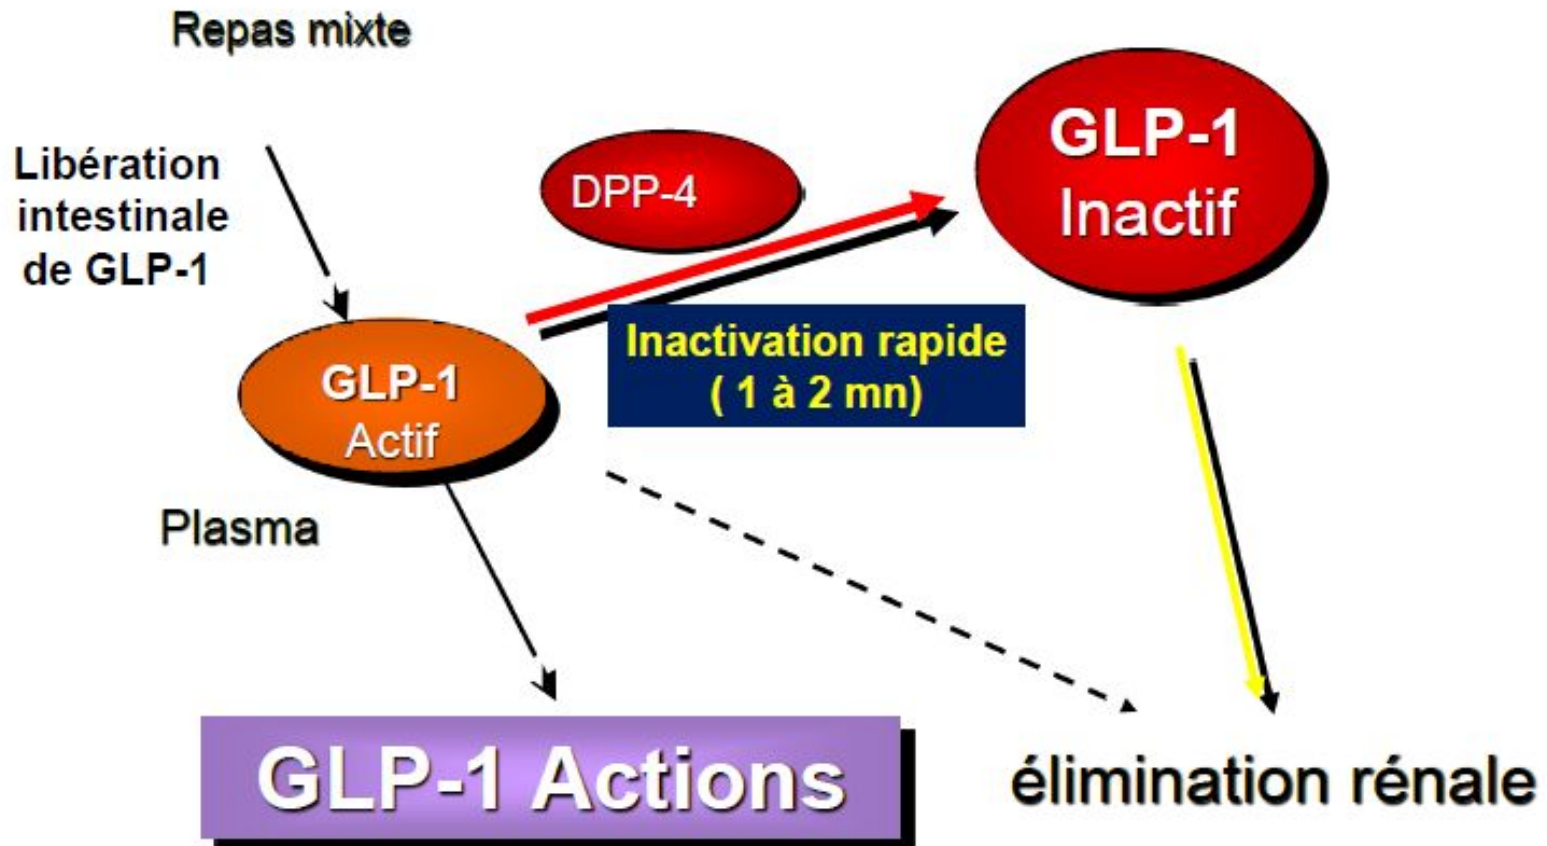 Repas mixte
Libération
intestinale
de GLP-1
DPP-4
GLP-1
Inactif
Inactivation rapide
( 1 à 2 mn)
GLP-1
Actif
Plasma
GLP-1 Actions
élimination rénale